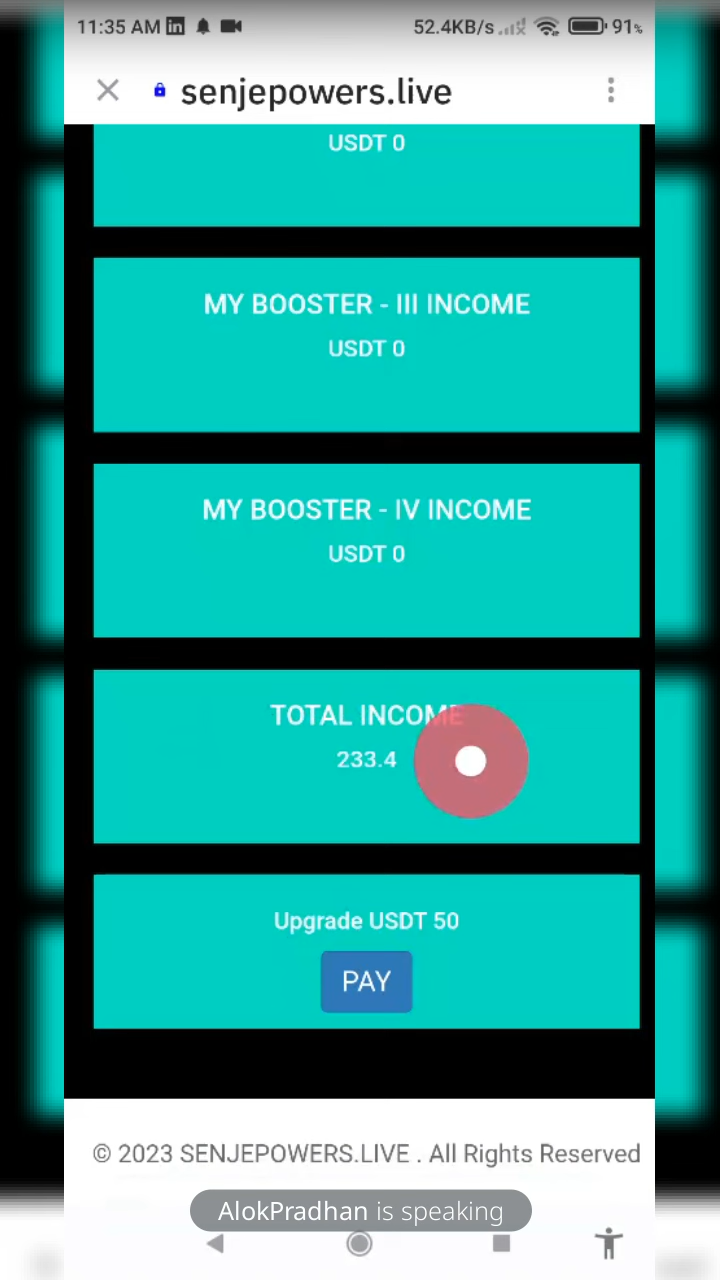 11:35 AM 52.4KB/s 91%
senjepowers.live
USDT 0
MY BOOSTER - III INCOME
USDT 0
MY BOOSTER - IV INCOME
USDT 0
TOTAL INCOME
233.4
Upgrade USDT 50
PAY
© 2023 SENJEPOWERS.LIVE . All Rights Reserved
AlokPradhan is speaking